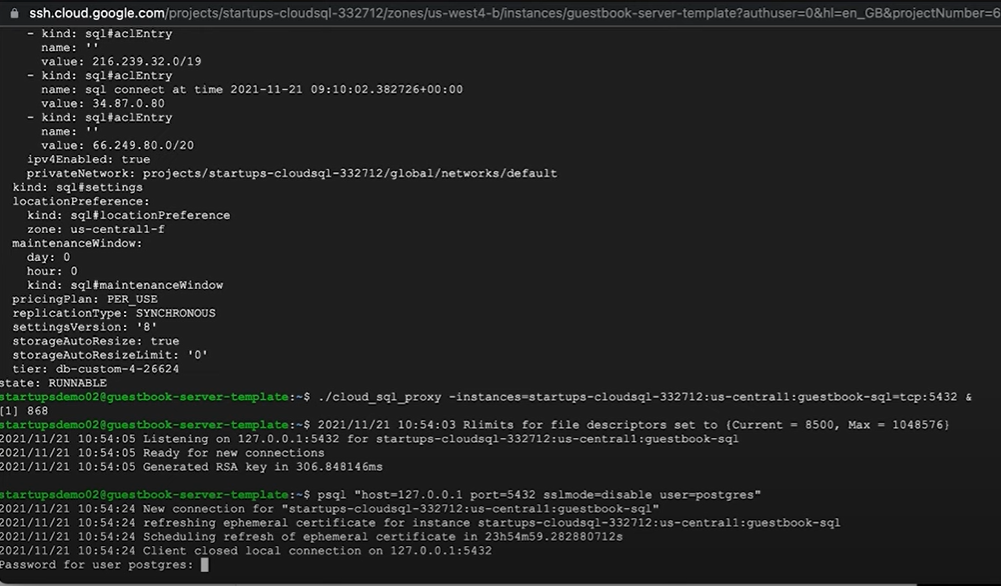 ssh.cloud.google.com/projects/startups-cloudsql-332712/zones/us-west4-b/instances/guestbook-server-template?authuser=0&hl=en_GB&projectNumber=6
- kind: sql#aclEntry
name: ''
value: 216.239.32.0/19
- kind: sql#aclEntry
name: sql connect at time 2021-11-21 09:10:02.382726+00:00
value: 34.87.0.80
- kind: sql#aclEntry
name: ''
value: 66.249.80.0/20
ipv4Enabled: true
privateNetwork: projects/startups-cloudsql-332712/global/networks/default
kind: sql#settings
locationPreference:
kind: sql#locationPreference
zone: us-central1-f
maintenanceWindow:
day: 0
hour: 0
kind: sql#maintenanceWindow
pricingPlan: PER_USE
replicationType: SYNCHRONOUS
settingsVersion: '8'
storageAutoResize: true
storageAutoResizeLimit: '0'
tier: db-custom-4-26624
state: RUNNABLE
startupsdemo02@guestbook-server-template:~$ ./cloud_sql_proxy -instances=startups-cloudsql-332712:us-central1:guestbook-sql=tcp:5432 &
[1] 868
startupsdemo02@guestbook-server-template:~$ 2021/11/21 10:54:03 Rlimits for file descriptors set to {Current = 8500, Max = 1048576}
2021/11/21 10:54:05 Listening on 127.0.0.1:5432 for startups-cloudsql-332712:us-central1:guestbook-sql
2021/11/21 10:54:05 Ready for new connections
2021/11/21 10:54:05 Generated RSA key in 306.848146ms
startupsdemo02@guestbook-server-template:~$ psql "host=127.0.0.1 port=5432 sslmode=disable user=postgres"
2021/11/21 10:54:24 New connection for "startups-cloudsql-332712:us-central1:guestbook-sql"
2021/11/21 10:54:24 refreshing ephemeral certificate for instance startups-cloudsql-332712:us-central1:guestbook-sql
2021/11/21 10:54:24 Scheduling refresh of ephemeral certificate in 23h54m59.282880712s
2021/11/21 10:54:24 Client closed local connection on 127.0.0.1:5432
Password for user postgres: